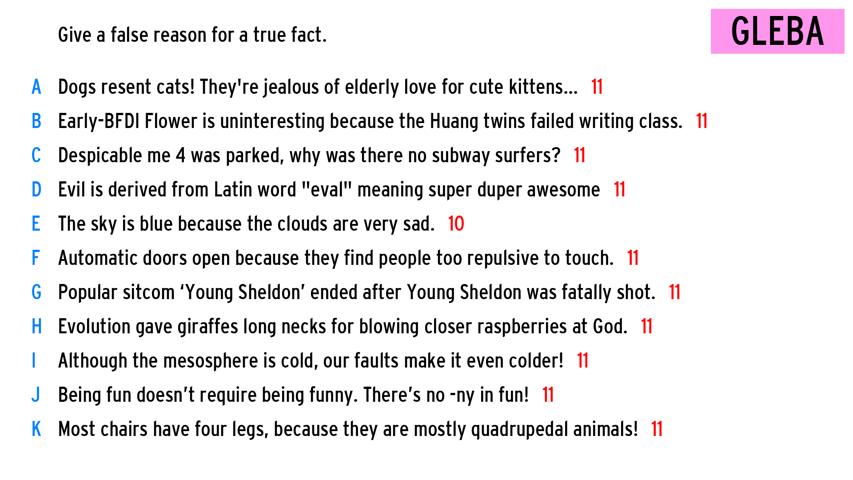 Give a false reason for a true fact.
GLEBA
A Dogs resent cats! They're jealous of elderly love for cute kittens... 11
B Early-BFDI Flower is uninteresting because the Huang twins failed writing class. 11
C Despicable me 4 was parked, why was there no subway surfers? 11
D Evil is derived from Latin word "eval" meaning super duper awesome 11
E The sky is blue because the clouds are very sad. 10
F Automatic doors open because they find people too repulsive to touch. 11
G Popular sitcom ‘Young Sheldon’ ended after Young Sheldon was fatally shot. 11
H Evolution gave giraffes long necks for blowing closer raspberries at God. 11
I Although the mesosphere is cold, our faults make it even colder! 11
J Being fun doesn’t require being funny. There’s no -ny in fun! 11
K Most chairs have four legs, because they are mostly quadrupedal animals! 11